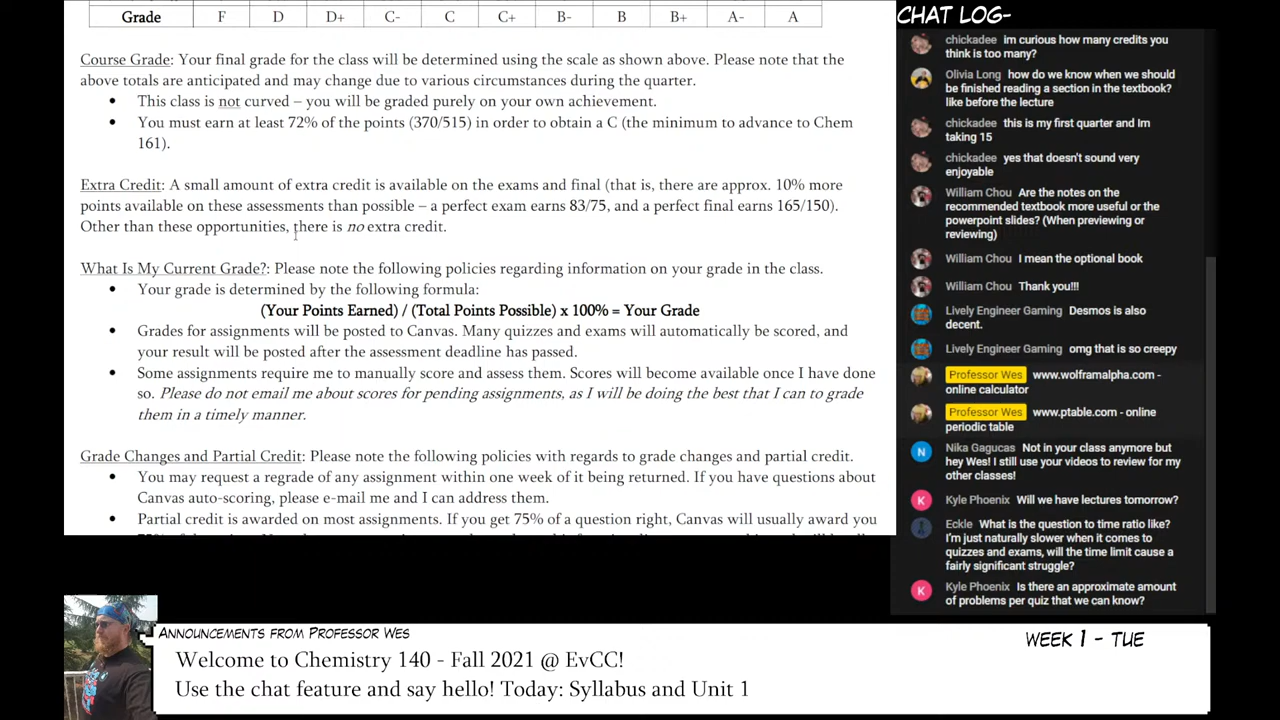 Grade F D D+ C- C C+ B- B B+ A- A
Course Grade: Your final grade for the class will be determined using the scale as shown above. Please note that the
above totals are anticipated and may change due to various circumstances during the quarter.
• This class is not curved – you will be graded purely on your own achievement.
• You must earn at least 72% of the points (370/515) in order to obtain a C (the minimum to advance to Chem
161).
Extra Credit: A small amount of extra credit is available on the exams and final (that is, there are approx. 10% more
points available on these assessments than possible – a perfect exam earns 83/75, and a perfect final earns 165/150).
Other than these opportunities, there is no extra credit.
What Is My Current Grade?: Please note the following policies regarding information on your grade in the class.
• Your grade is determined by the following formula:
(Your Points Earned) / (Total Points Possible) x 100% = Your Grade
• Grades for assignments will be posted to Canvas. Many quizzes and exams will automatically be scored, and
your result will be posted after the assessment deadline has passed.
• Some assignments require me to manually score and assess them. Scores will become available once I have done
so. Please do not email me about scores for pending assignments, as I will be doing the best that I can to grade
them in a timely manner.
Grade Changes and Partial Credit: Please note the following policies with regards to grade changes and partial credit.
• You may request a regrade of any assignment within one week of it being returned. If you have questions about
Canvas auto-scoring, please e-mail me and I can address them.
• Partial credit is awarded on most assignments. If you get 75% of a question right, Canvas will usually award you
CHAT LOG-
chickadee im curious how many credits you
think is too many?
Olivia Long how do we know when we should
be finished reading a section in the textbook?
like before the lecture
chickadee this is my first quarter and Im
taking 15
chickadee yes that doesn't sound very
enjoyable
William Chou Are the notes on the
recommended textbook more useful or the
powerpoint slides? (When previewing or
reviewing)
William Chou I mean the optional book
William Chou Thank you!!!
Lively Engineer Gaming Desmos is also
decent.
Lively Engineer Gaming omg that is so creepy
Professor Wes www.wolframalpha.com -
online calculator
Professor Wes www.ptable.com - online
periodic table
N Nika Gagucas Not in your class anymore but
hey Wes! I still use your videos to review for my
other classes!
K Kyle Phoenix Will we have lectures tomorrow?
Eckle What is the question to time ratio like?
I'm just naturally slower when it comes to
quizzes and exams, will the time limit cause a
fairly significant struggle?
K Kyle Phoenix Is there an approximate amount
of problems per quiz that we can know?
Announcements from Professor Wes
WEEK 1 - TUE
Welcome to Chemistry 140 - Fall 2021 @ EvCC!
Use the chat feature and say hello! Today: Syllabus and Unit 1